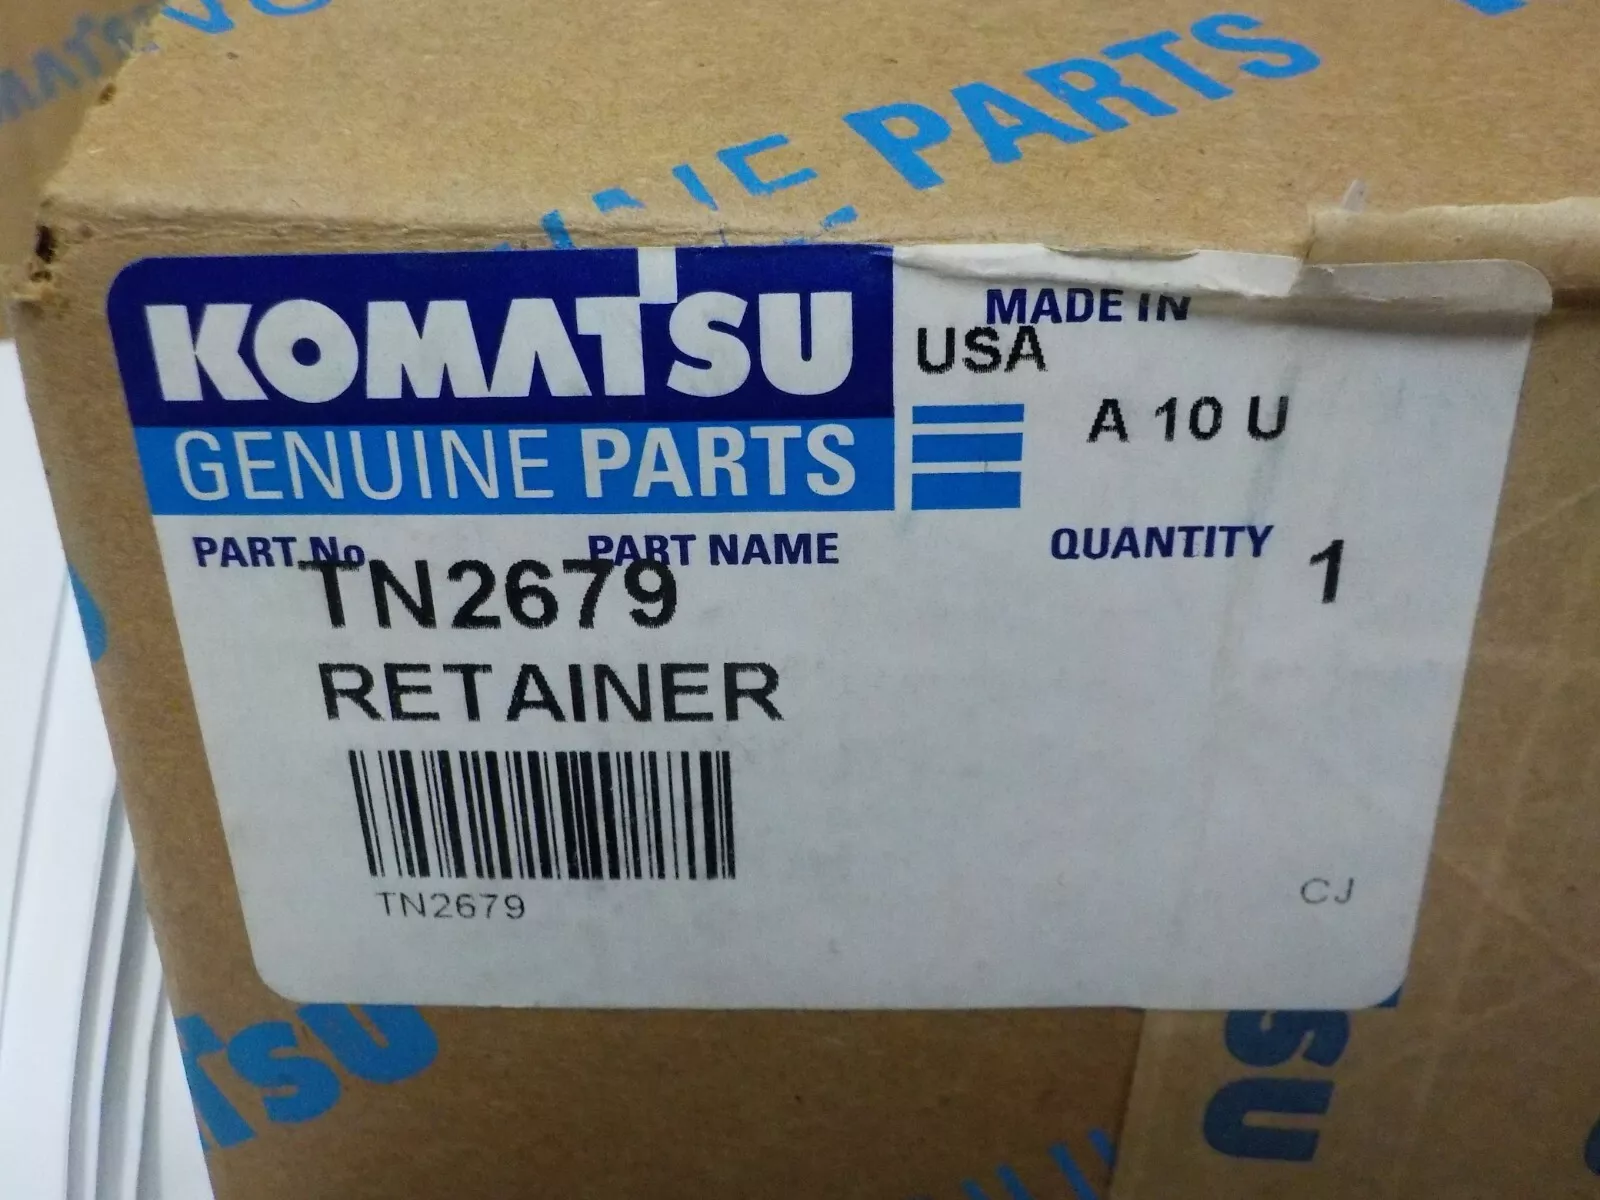 PARTS
KOMATSU
GENUINE PARTS
MADE IN
USA
A 10 U
PART No
PART NAME
QUANTITY
TN2679
1
RETAINER
TN2679
CJ